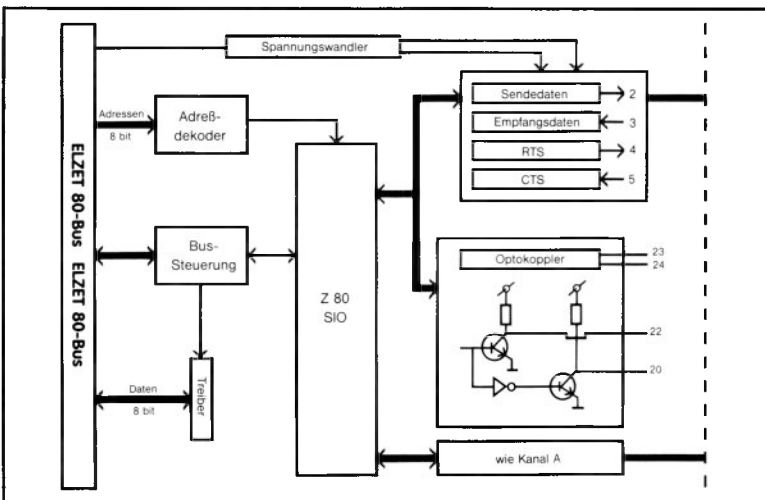 Spannungswandler
Sendedaten
2
Empfangsdaten
3
RTS
4
CTS
5
Adressen
8 bit
Adreß-
dekoder
ELZET 80-Bus ELZET 80-Bus
Bus-
Steuerung
Z 80
SIO
Optokoppler
23
24
22
20
Daten
8 bit
Treiber
wie Kanal A